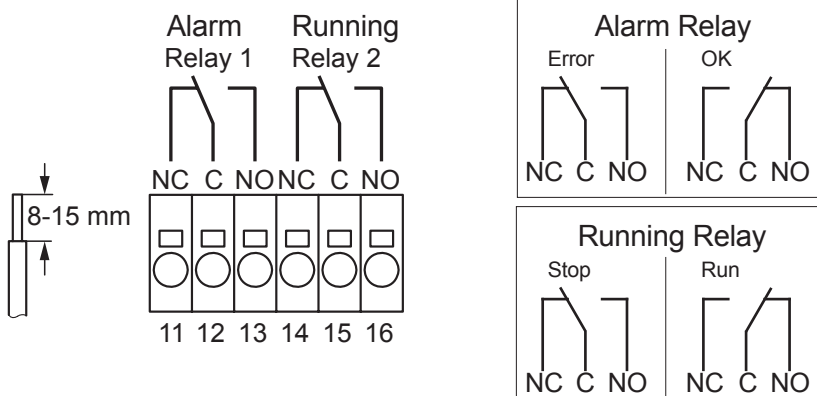 Alarm Running
Relay 1 Relay 2
NC C NO NC C NO
8-15 mm
11 12 13 14 15 16
Alarm Relay
Error OK
NC C NO NC C NO
Running Relay
Stop Run
NC C NO NC C NO